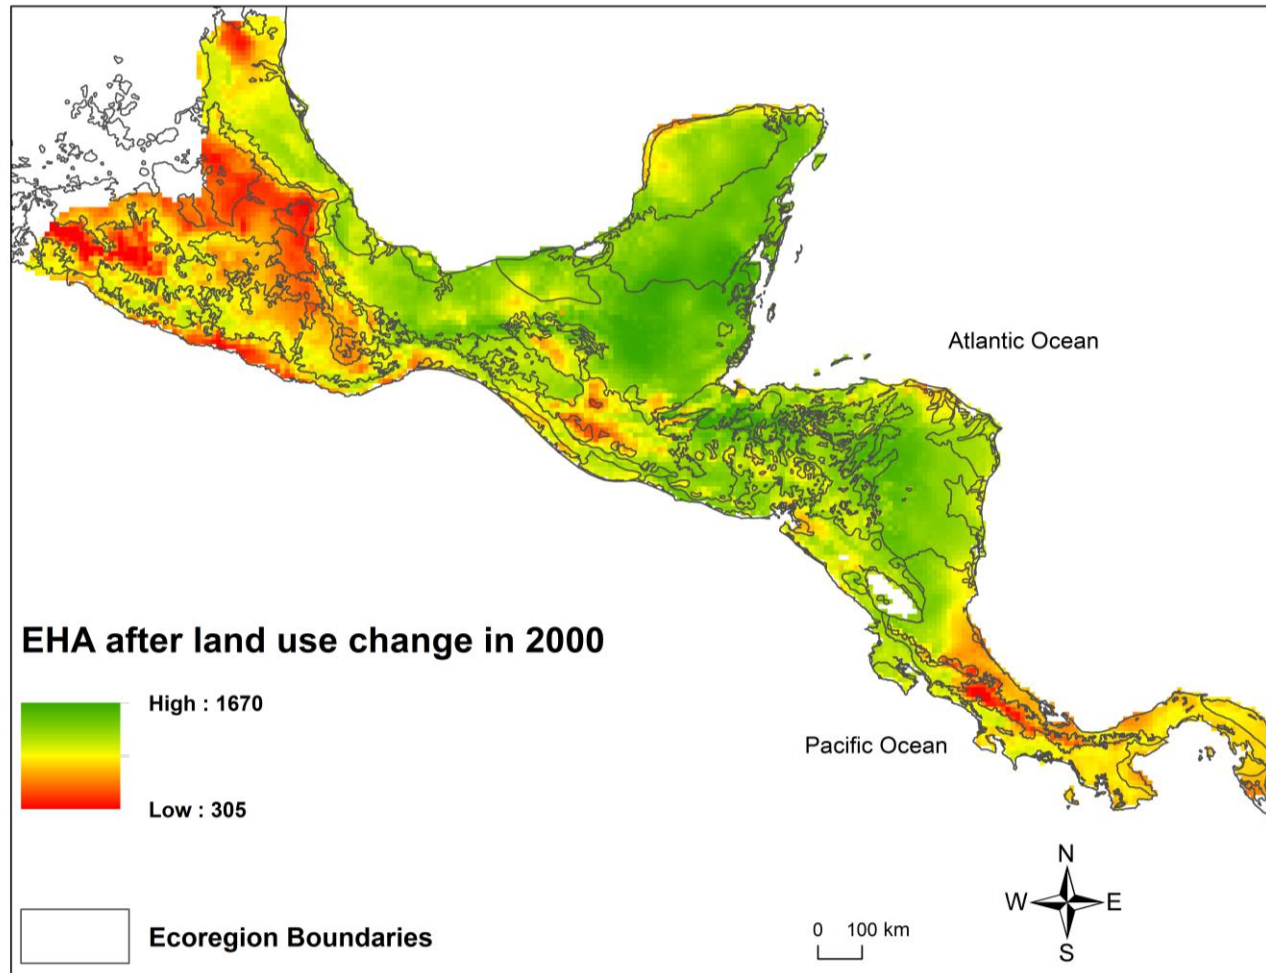 Atlantic Ocean
EHA after land use change in 2000
High : 1670
Pacific Ocean
Low : 305
N
W E
S
0 100 km
Ecoregion Boundaries